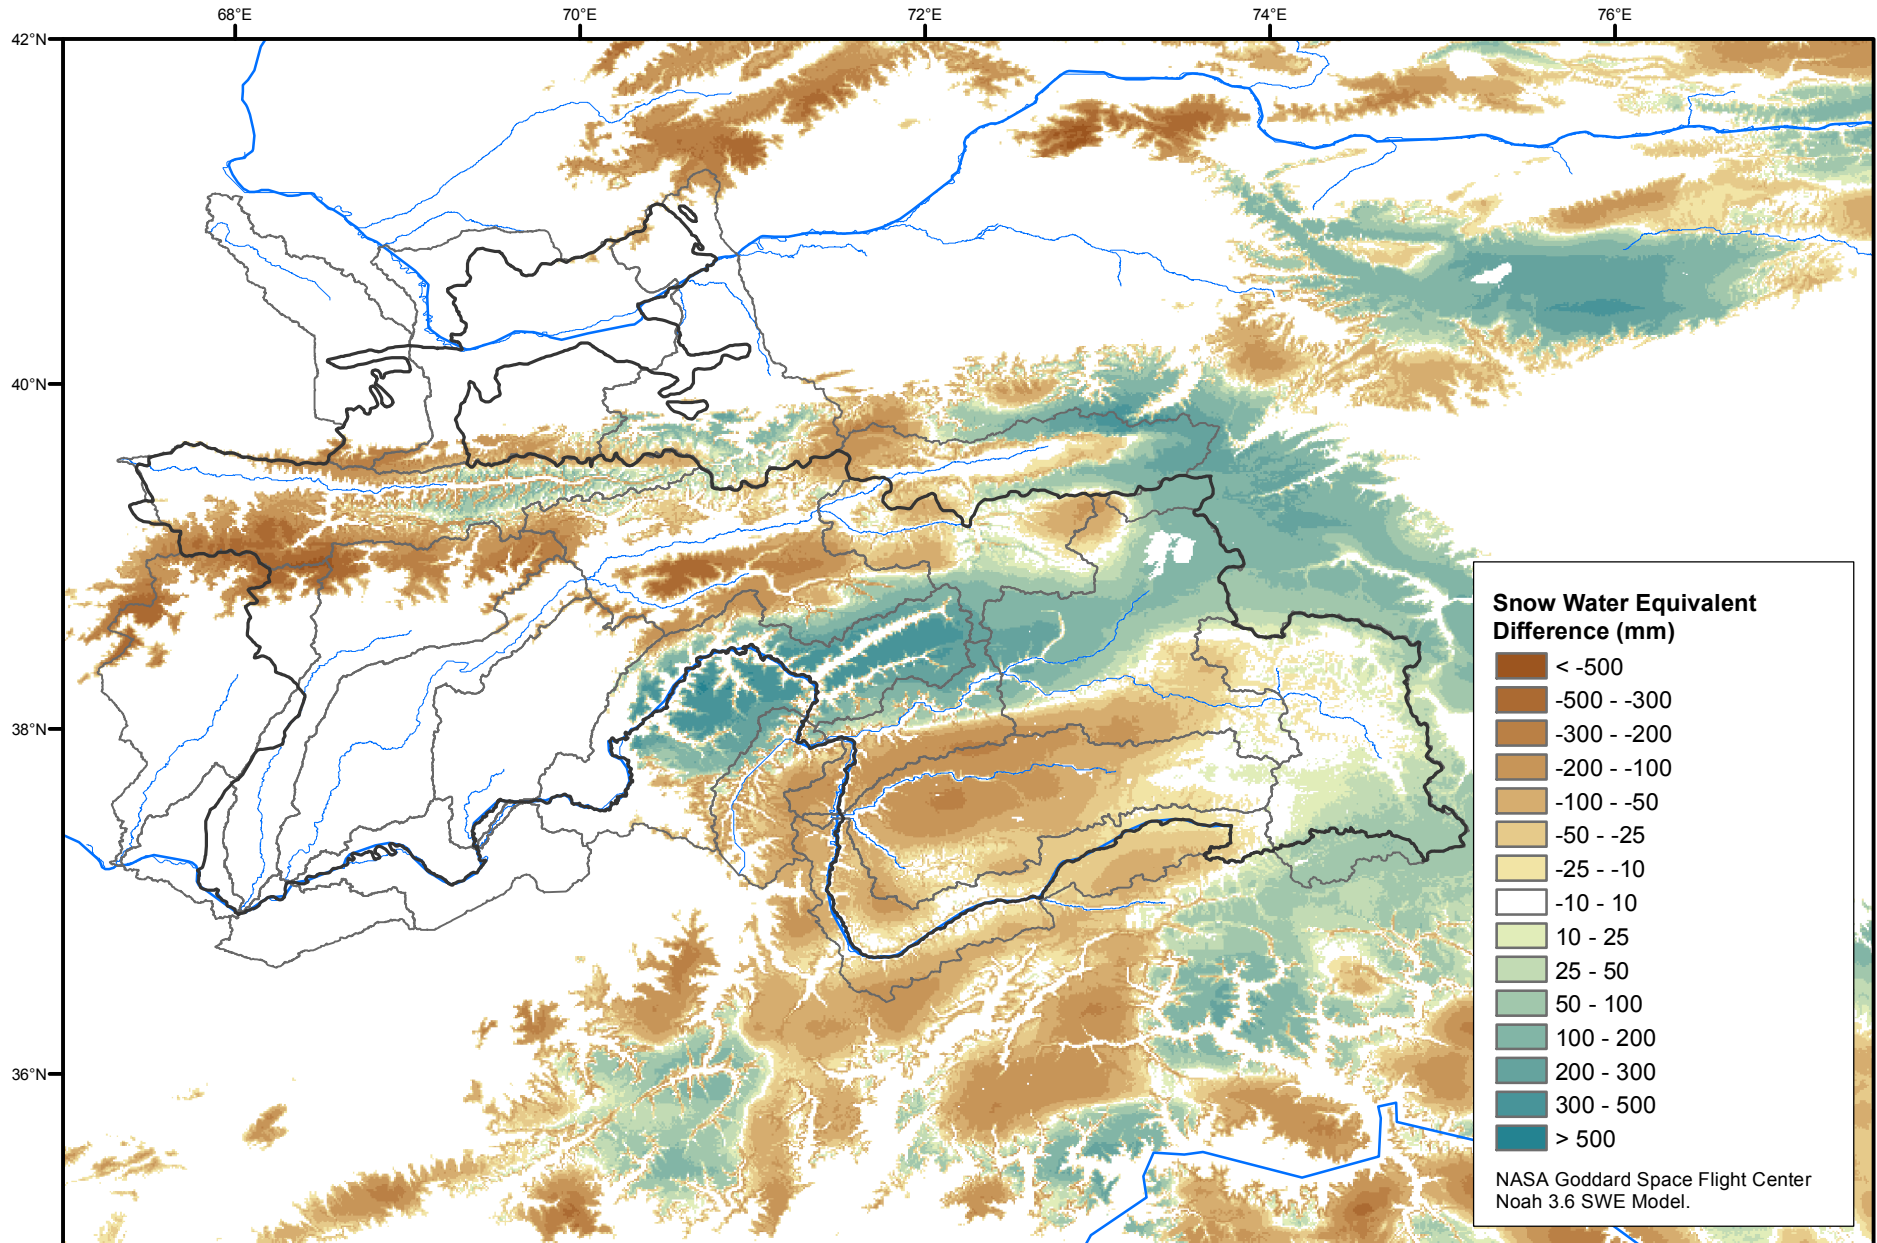 68°E 70°E 72°E 74°E 76°E
42°N
40°N
38°N
36°N
Snow Water Equivalent
Difference (mm)
< -500
-500 - -300
-300 - -200
-200 - -100
-100 - -50
-50 - -25
-25 - -10
-10 - 10
10 - 25
25 - 50
50 - 100
100 - 200
200 - 300
300 - 500
> 500
NASA Goddard Space Flight Center
Noah 3.6 SWE Model.